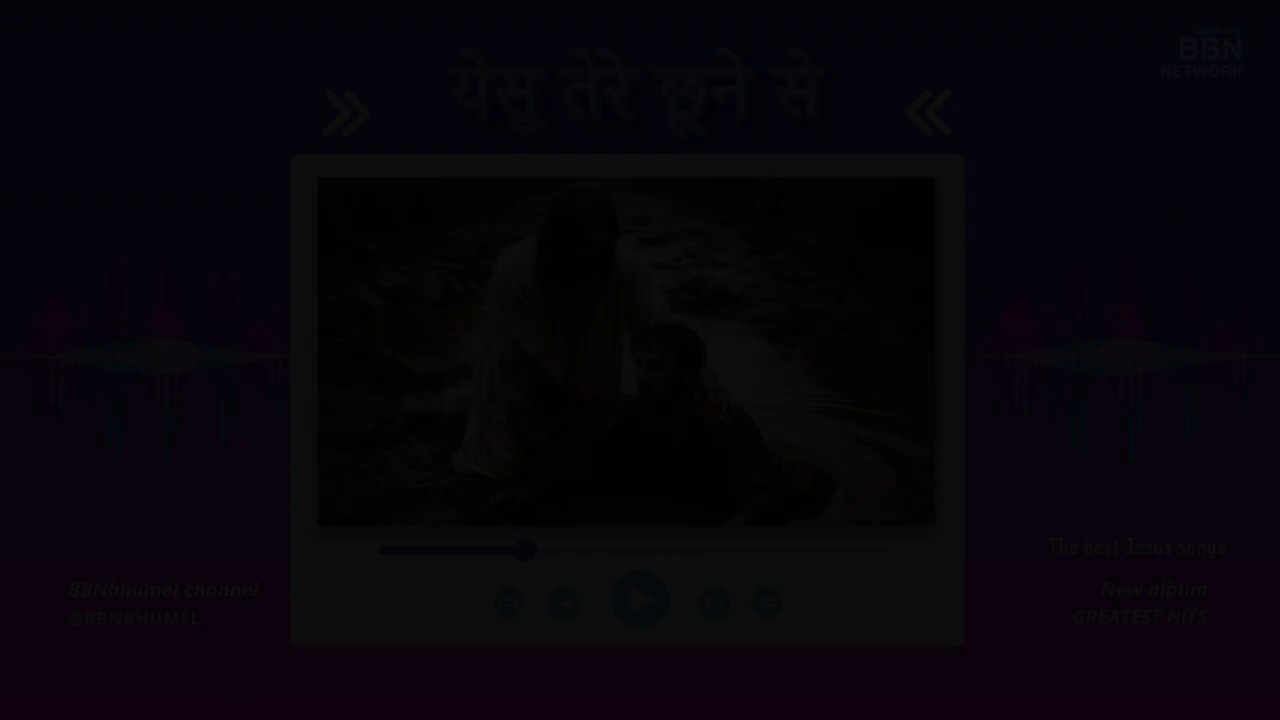 BBN
NETWORK
येसु तेरे छूने से
The best Jesus songs
BBNbhumel channel
@BBNBHUMEL
New album
GREATEST HITS